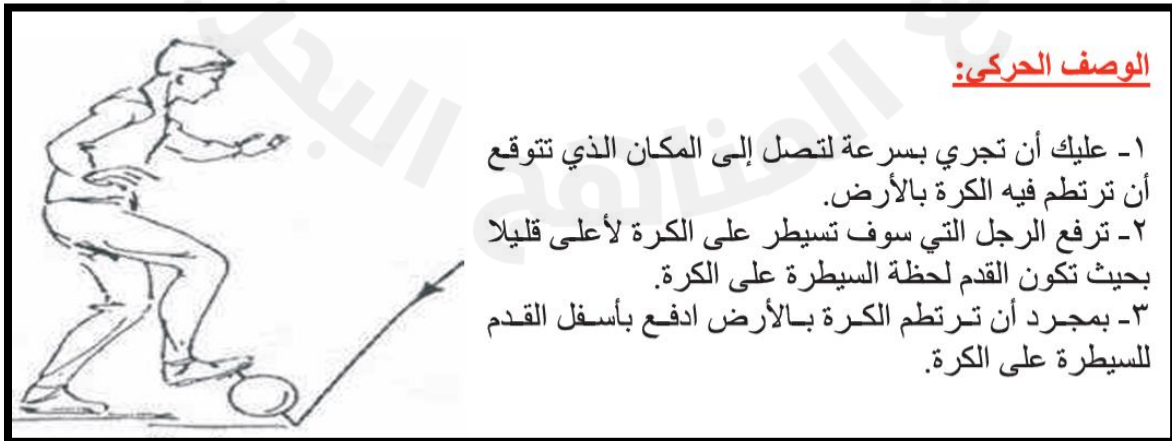 الوصف الحركي:
١- عليك أن تجري بسرعة لتصل إلى المكان الذي تتوقع
أن ترتطم فيه الكرة بالأرض.
٢- ترفع الرجل التي سوف تسيطر على الكرة لأعلى قليلا
بحيث تكون القدم لحظة السيطرة على الكرة.
٣- بمجرد أن ترتطم الكرة بالأرض ادفع بأسفل القدم
للسيطرة على الكرة.